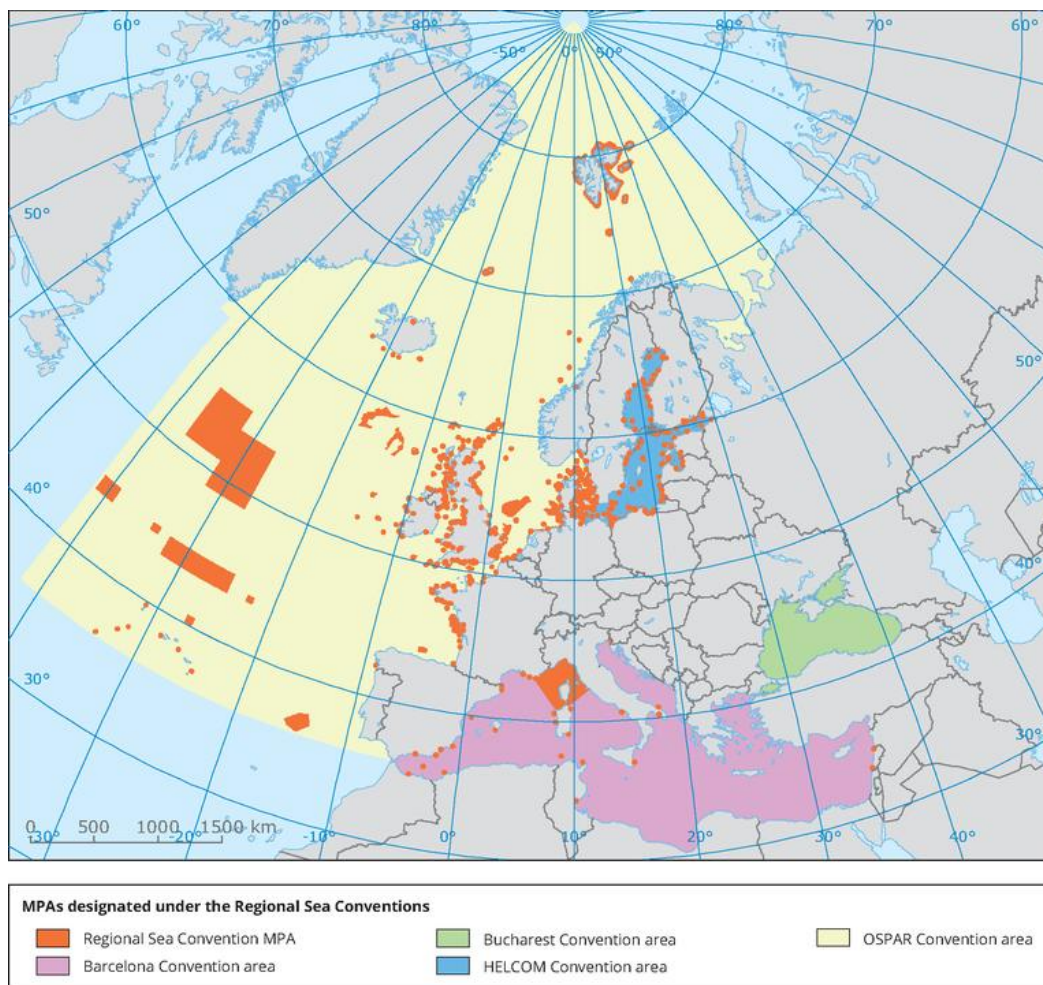 60° 80° 80° 70° 60°
-50° 0° 50°
70°
50°
50°
40°
40°
30°
30°
0 500 1000 1500 km
-30° -20° -10° 0° 10° 20° 30° 40°
MPAs designated under the Regional Sea Conventions
Regional Sea Convention MPA
Bucharest Convention area
OSPAR Convention area
Barcelona Convention area
HELCOM Convention area